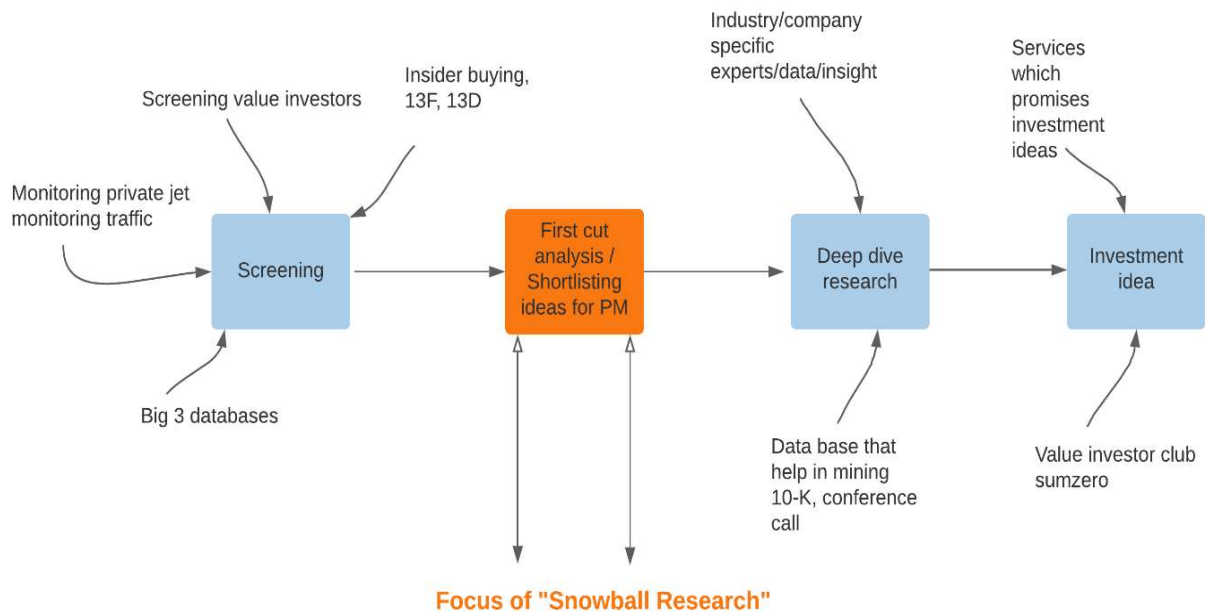 Industry/company
specific
experts/data/insight
Services
which
promises
investment
ideas
Insider buying,
13F, 13D
Screening value investors
Monitoring private jet
monitoring traffic
Screening
First cut
analysis /
Shortlisting
ideas for PM
Deep dive
research
Investment
idea
Big 3 databases
Data base that
help in mining
10-K, conference
call
Value investor club
sumzero
Focus of "Snowball Research"